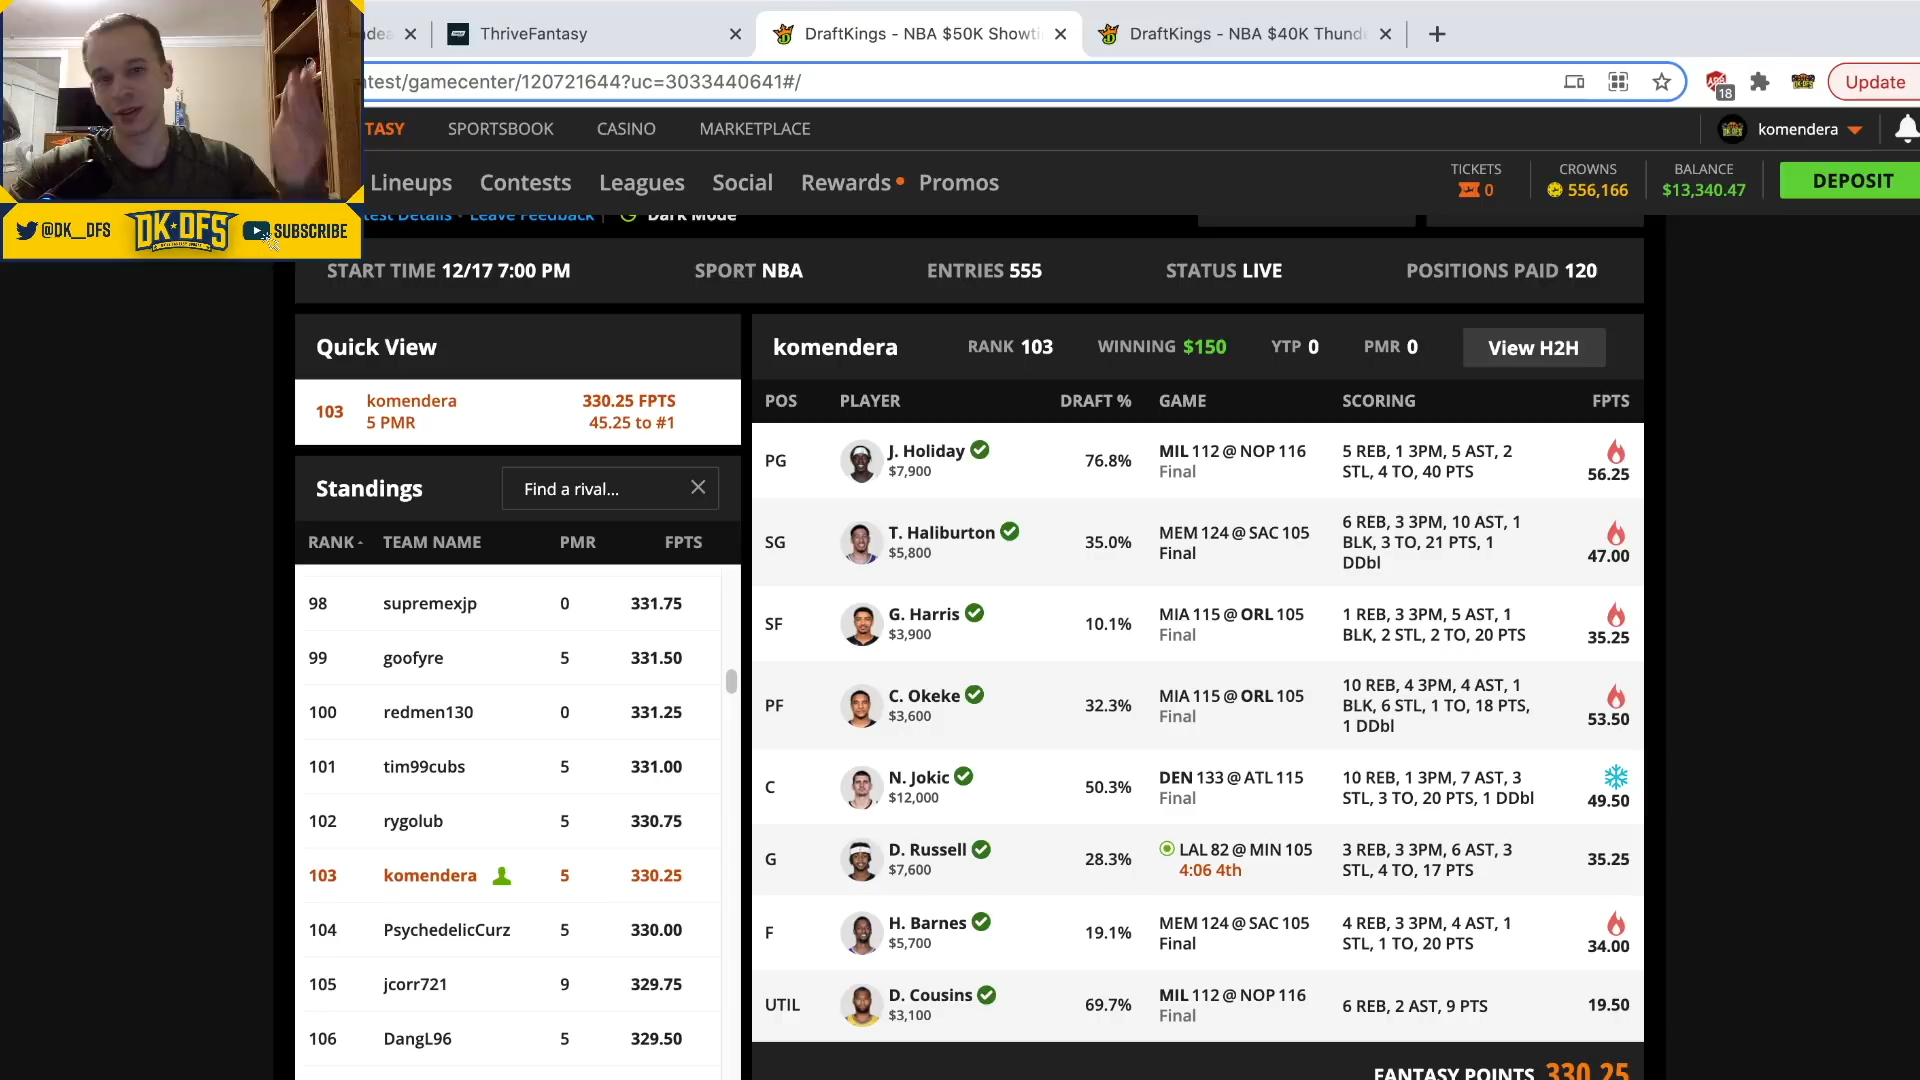 ThriveFantasy
DraftKings - NBA $50K Showti
DraftKings - NBA $40K Thund
test/gamecenter/120721644?uc=3033440641#/
18
Update
TASY SPORTSBOOK CASINO MARKETPLACE
komendera
Lineups Contests Leagues Social Rewards Promos
TICKETS 0
CROWNS 556,166
BALANCE $13,340.47
DEPOSIT
test Details Leave Feedback Dark Mode
@DK__DFS DK DFS SUBSCRIBE
START TIME 12/17 7:00 PM SPORT NBA ENTRIES 555 STATUS LIVE POSITIONS PAID 120
Quick View
103 komendera 330.25 FPTS
5 PMR 45.25 to #1
Standings Find a rival...
RANK TEAM NAME PMR FPTS
98 supremexjp 0 331.75
99 goofyre 5 331.50
100 redmen130 0 331.25
101 tim99cubs 5 331.00
102 rygolub 5 330.75
103 komendera 5 330.25
104 PsychedelicCurz 5 330.00
105 jcorr721 9 329.75
106 DangL96 5 329.50
komendera RANK 103 WINNING $150 YTP 0 PMR 0 View H2H
POS PLAYER DRAFT % GAME SCORING FPTS
PG J. Holiday $7,900 76.8% MIL 112 @ NOP 116 Final 5 REB, 1 3PM, 5 AST, 2 STL, 4 TO, 40 PTS 56.25
SG T. Haliburton $5,800 35.0% MEM 124 @ SAC 105 Final 6 REB, 3 3PM, 10 AST, 1 BLK, 3 TO, 21 PTS, 1 DDbl 47.00
SF G. Harris $3,900 10.1% MIA 115 @ ORL 105 Final 1 REB, 3 3PM, 5 AST, 1 BLK, 2 STL, 2 TO, 20 PTS 35.25
PF C. Okeke $3,600 32.3% MIA 115 @ ORL 105 Final 10 REB, 4 3PM, 4 AST, 1 BLK, 6 STL, 1 TO, 18 PTS, 1 DDbl 53.50
C N. Jokic $12,000 50.3% DEN 133 @ ATL 115 Final 10 REB, 1 3PM, 7 AST, 3 STL, 3 TO, 20 PTS, 1 DDbl 49.50
G D. Russell $7,600 28.3% LAL 82 @ MIN 105 4:06 4th 3 REB, 3 3PM, 6 AST, 3 STL, 4 TO, 17 PTS 35.25
F H. Barnes $5,700 19.1% MEM 124 @ SAC 105 Final 4 REB, 3 3PM, 4 AST, 1 STL, 1 TO, 20 PTS 34.00
UTIL D. Cousins $3,100 69.7% MIL 112 @ NOP 116 Final 6 REB, 2 AST, 9 PTS 19.50
FANTASY POINTS 330.25